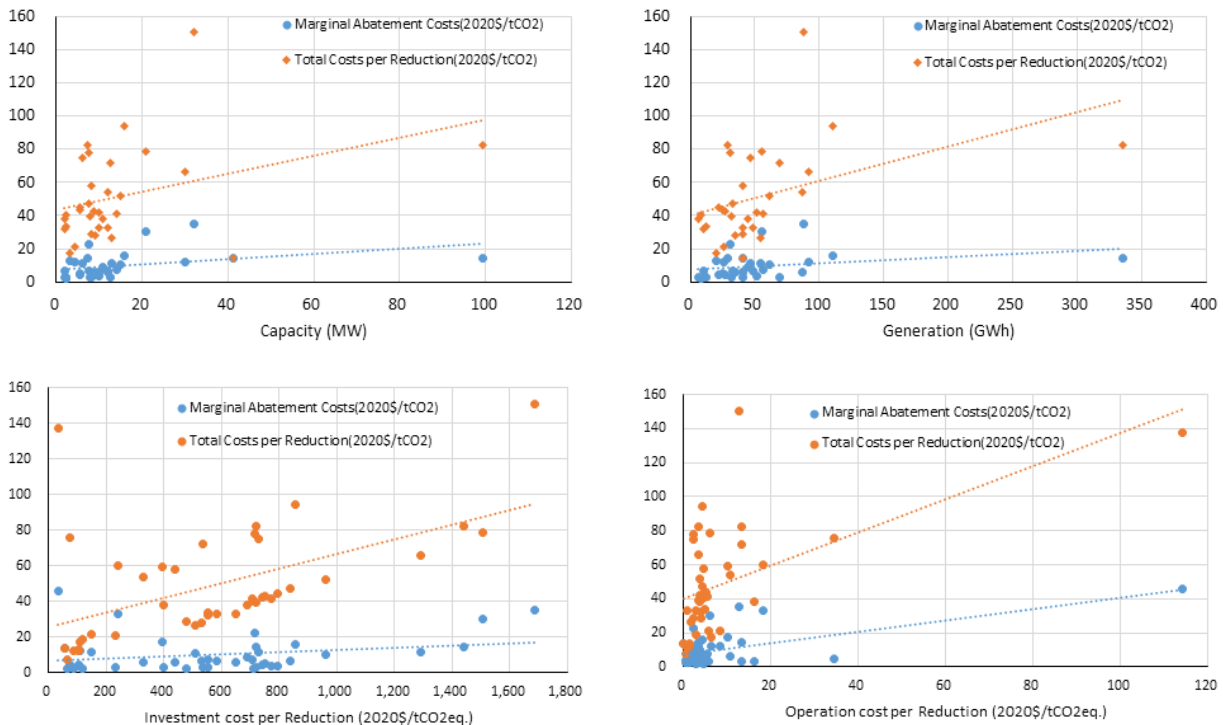 160
140
120
100
80
60
40
20
0
Marginal Abatement Costs(2020$/tCO2)
Total Costs per Reduction(2020$/tCO2)
0 20 40 60 80 100 120
Capacity (MW)
160
140
120
100
80
60
40
20
0
Marginal Abatement Costs(2020$/tCO2)
Total Costs per Reduction(2020$/tCO2)
0 50 100 150 200 250 300 350 400
Generation (GWh)
160
140
120
100
80
60
40
20
0
Marginal Abatement Costs(2020$/tCO2)
Total Costs per Reduction(2020$/tCO2)
0 200 400 600 800 1,000 1,200 1,400 1,600 1,800
Investment cost per Reduction (2020$/tCO2eq.)
160
140
120
100
80
60
40
20
0
Marginal Abatement Costs(2020$/tCO2)
Total Costs per Reduction(2020$/tCO2)
0 20 40 60 80 100 120
Operation cost per Reduction (2020$/tCO2eq.)